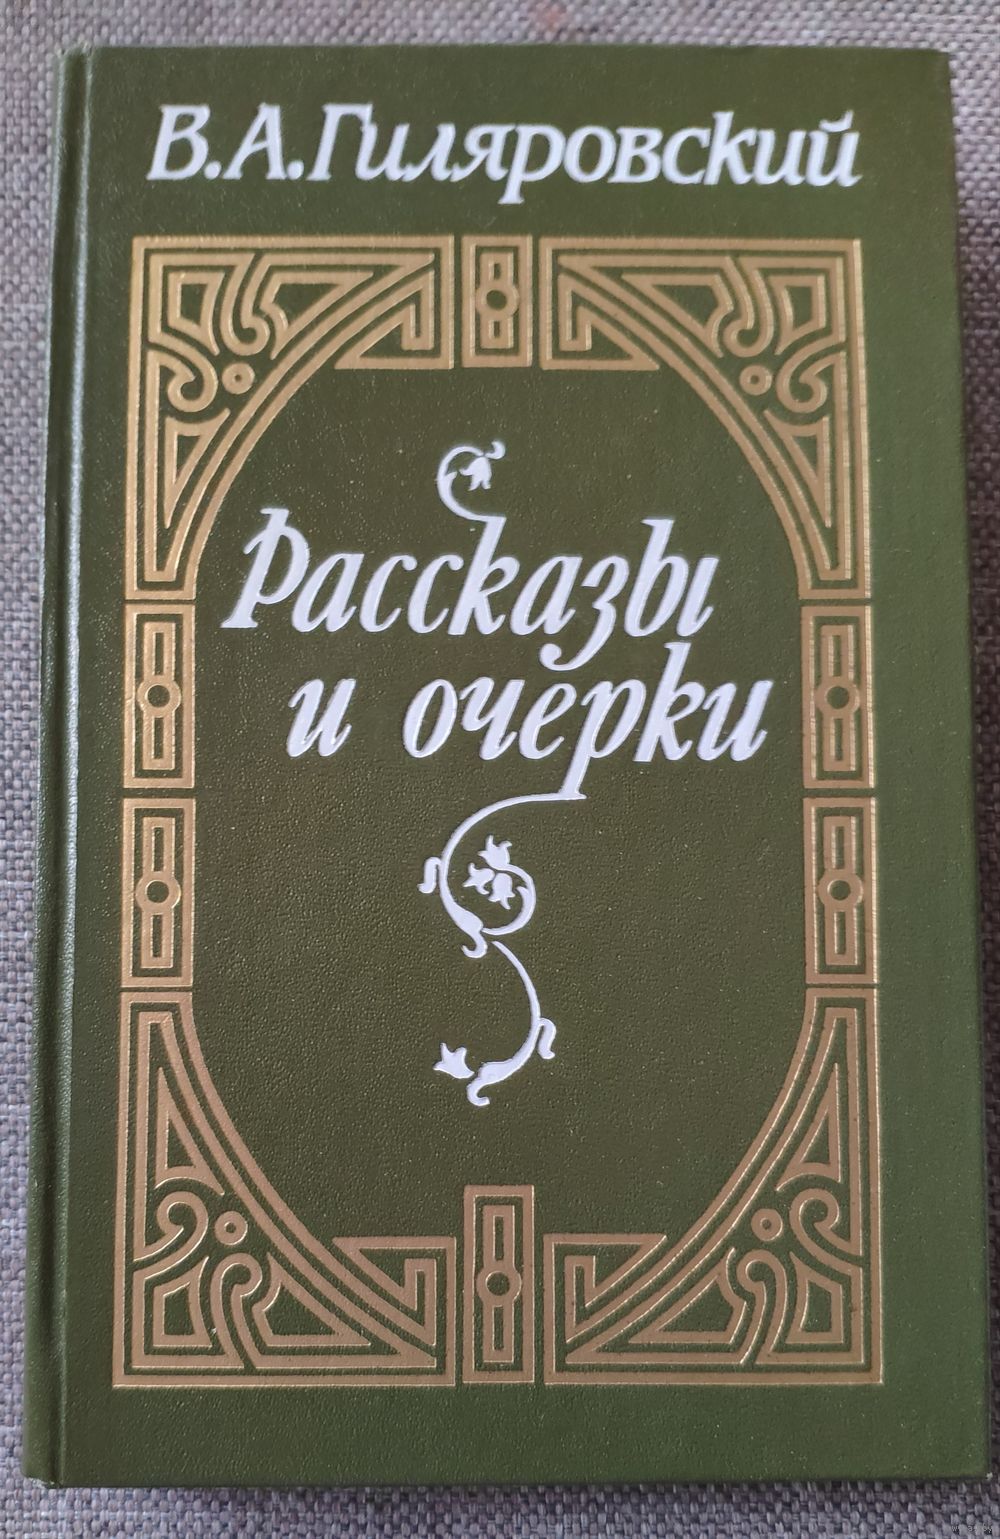 В.А.Гиляровский
Рассказы
и очерки